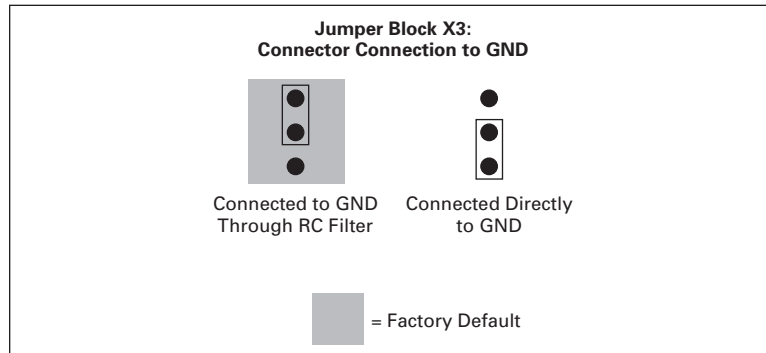 Jumper Block X3:
Connector Connection to GND
Connected to GND
Through RC Filter
Connected Directly
to GND
= Factory Default